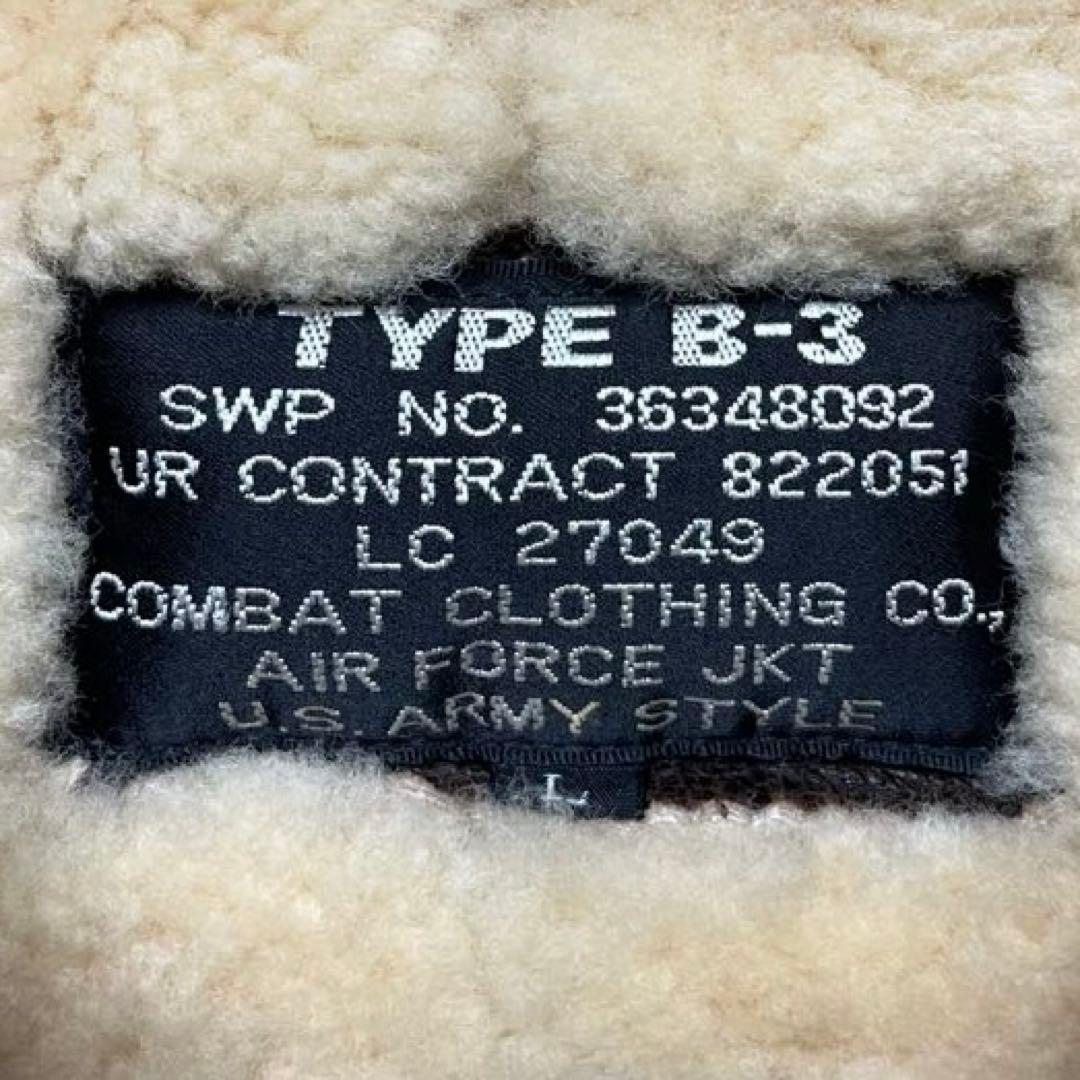 TYPE B-3
SWP NO. 36348092
UR CONTRACT 822051
LC 27049
COMBAT CLOTHING CO.,
AIR FORCE JKT
U.S. ARMY STYLE
L